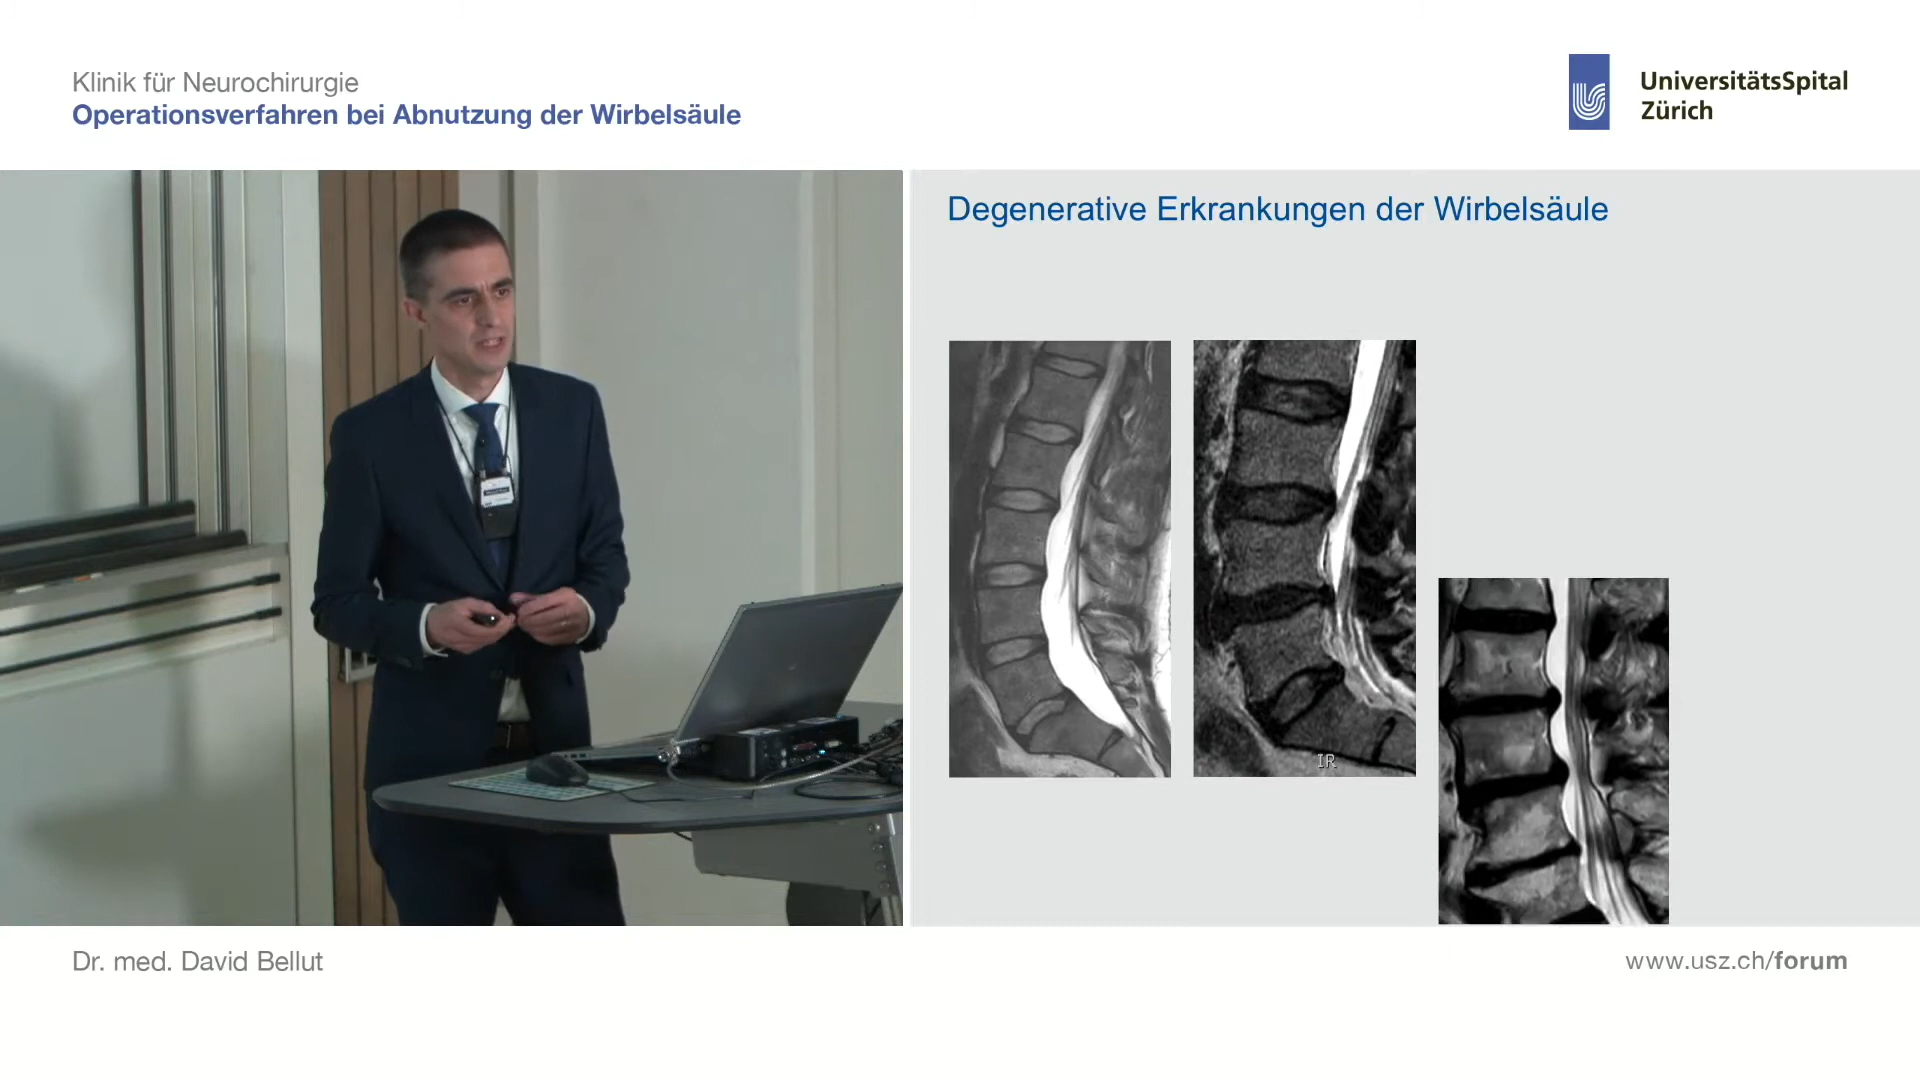 Klinik für Neurochirurgie
Operationsverfahren bei Abnutzung der Wirbelsäule
UniversitätsSpital
Zürich
Degenerative Erkrankungen der Wirbelsäule
IR
Dr. med. David Bellut
www.usz.ch/forum